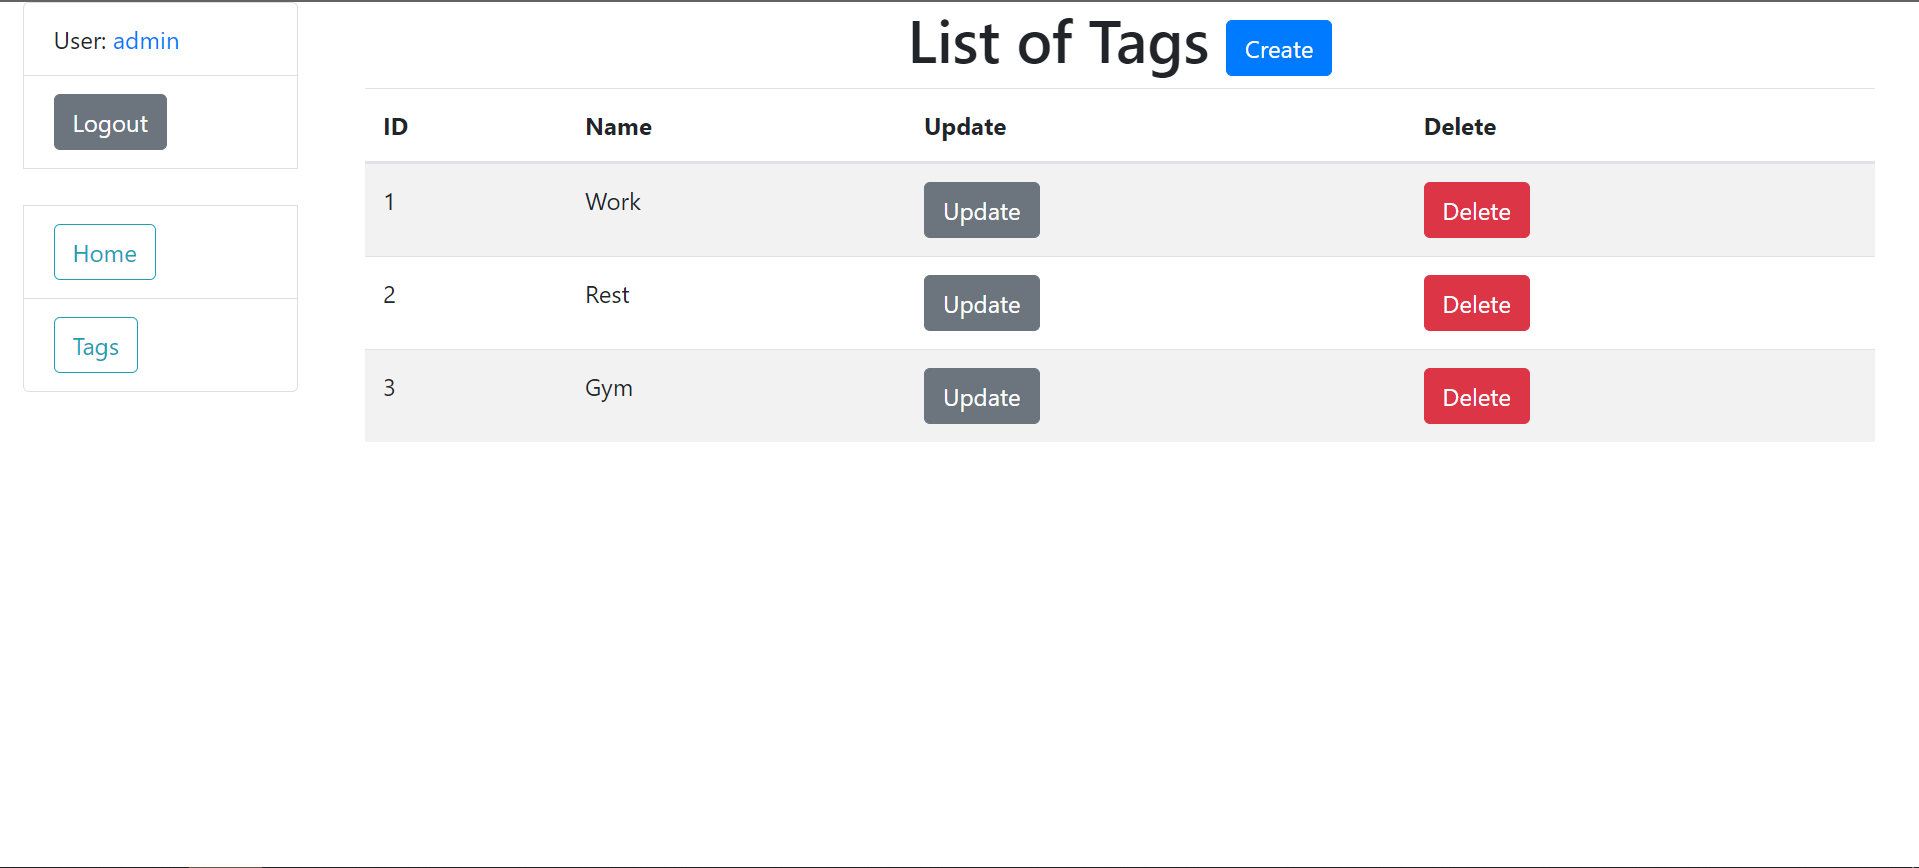 User: admin
Logout
Home
Tags
List of Tags Create
ID Name Update Delete
1 Work Update Delete
2 Rest Update Delete
3 Gym Update Delete